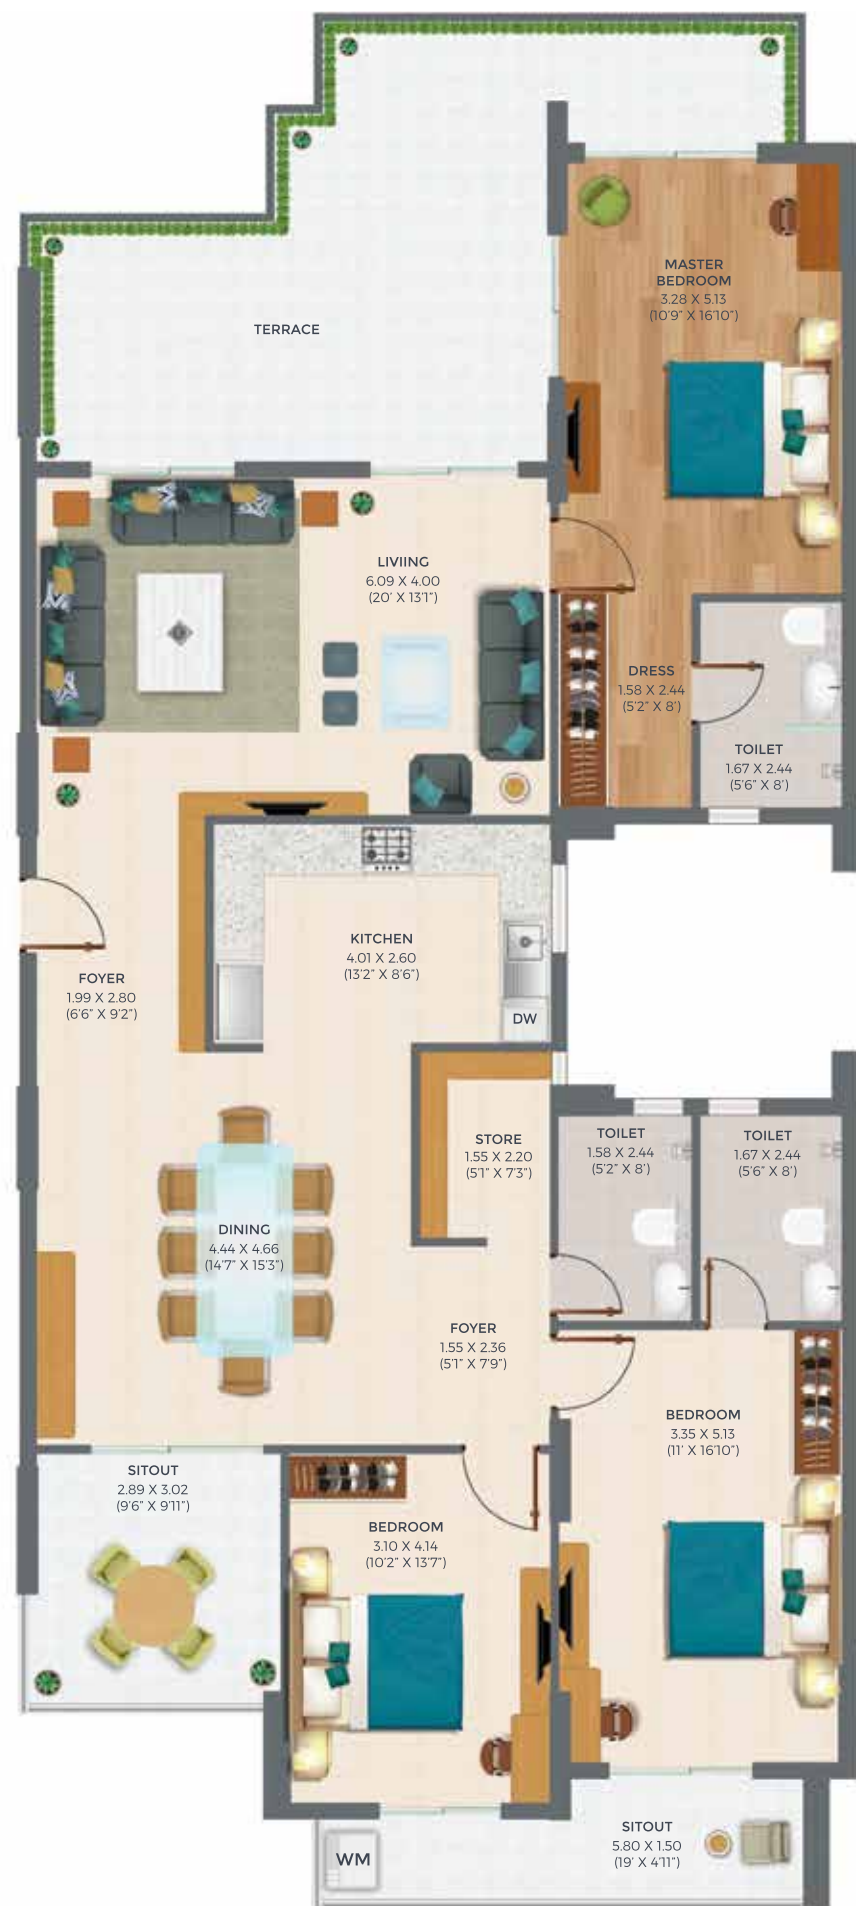 MASTER
BEDROOM
3.28 X 5.13
(10'9" X 16'10")
TERRACE
LIVIING
6.09 X 4.00
(20' X 13'1")
DRESS
1.58 X 2.44
(5'2" X 8')
TOILET
1.67 X 2.44
(5'6" X 8')
KITCHEN
4.01 X 2.60
(13'2" X 8'6")
FOYER
1.99 X 2.80
(6'6" X 9'2")
DW
STORE
1.55 X 2.20
(5'1" X 7'3")
TOILET
1.58 X 2.44
(5'2" X 8')
TOILET
1.67 X 2.44
(5'6" X 8')
DINING
4.44 X 4.66
(14'7" X 15'3")
FOYER
1.55 X 2.36
(5'1" X 7'9")
BEDROOM
3.35 X 5.13
(11' X 16'10")
SITOUT
2.89 X 3.02
(9'6" X 9'11")
BEDROOM
3.10 X 4.14
(10'2" X 13'7")
SITOUT
5.80 X 1.50
(19' X 4'11")
WM